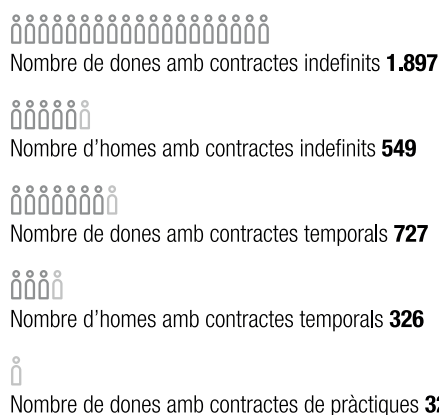 Nombre de dones amb contractes indefinits 1.897
Nombre d'homes amb contractes indefinits 549
Nombre de dones amb contractes temporals 727
Nombre d'homes amb contractes temporals 326
Nombre de dones amb contractes de pràctiques